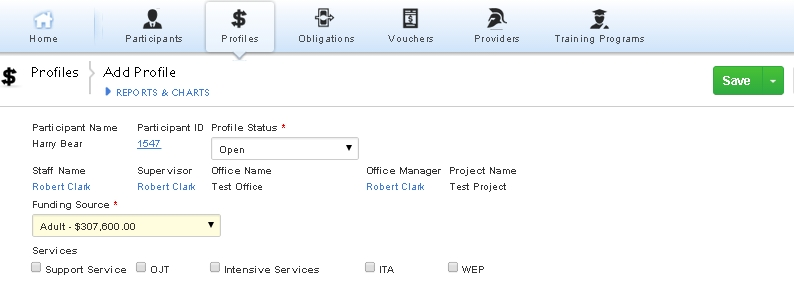 Home Participants Profiles Obligations Vouchers Providers Training Programs
$ Profiles Add Profile Save
REPORTS & CHARTS
Participant Name Participant ID Profile Status *
Harry Bear 1547 Open
Staff Name Supervisor Office Name Office Manager Project Name
Robert Clark Robert Clark Test Office Robert Clark Test Project
Funding Source *
Adult - $307,600.00
Services
Support Service OJT Intensive Services ITA WEP